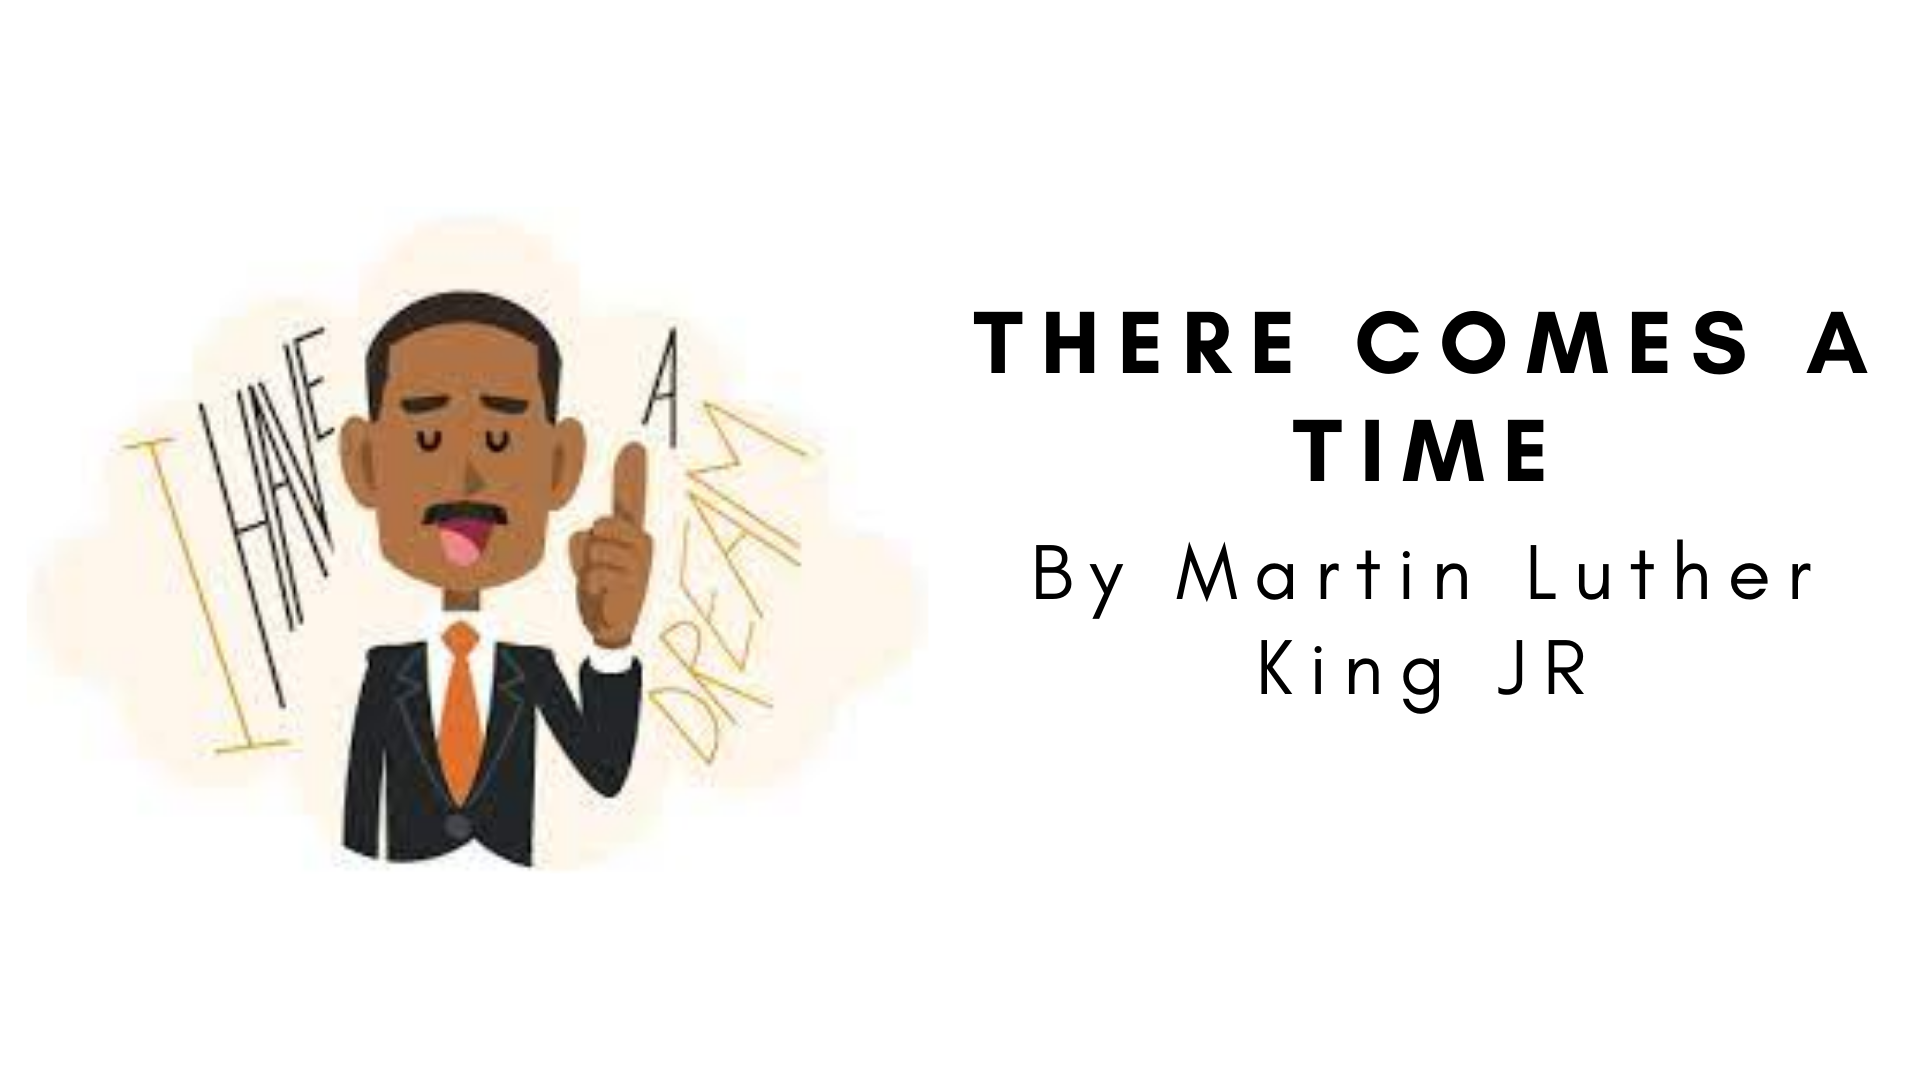 I HAVE A DREAM
THERE COMES A
TIME
By Martin Luther
King JR